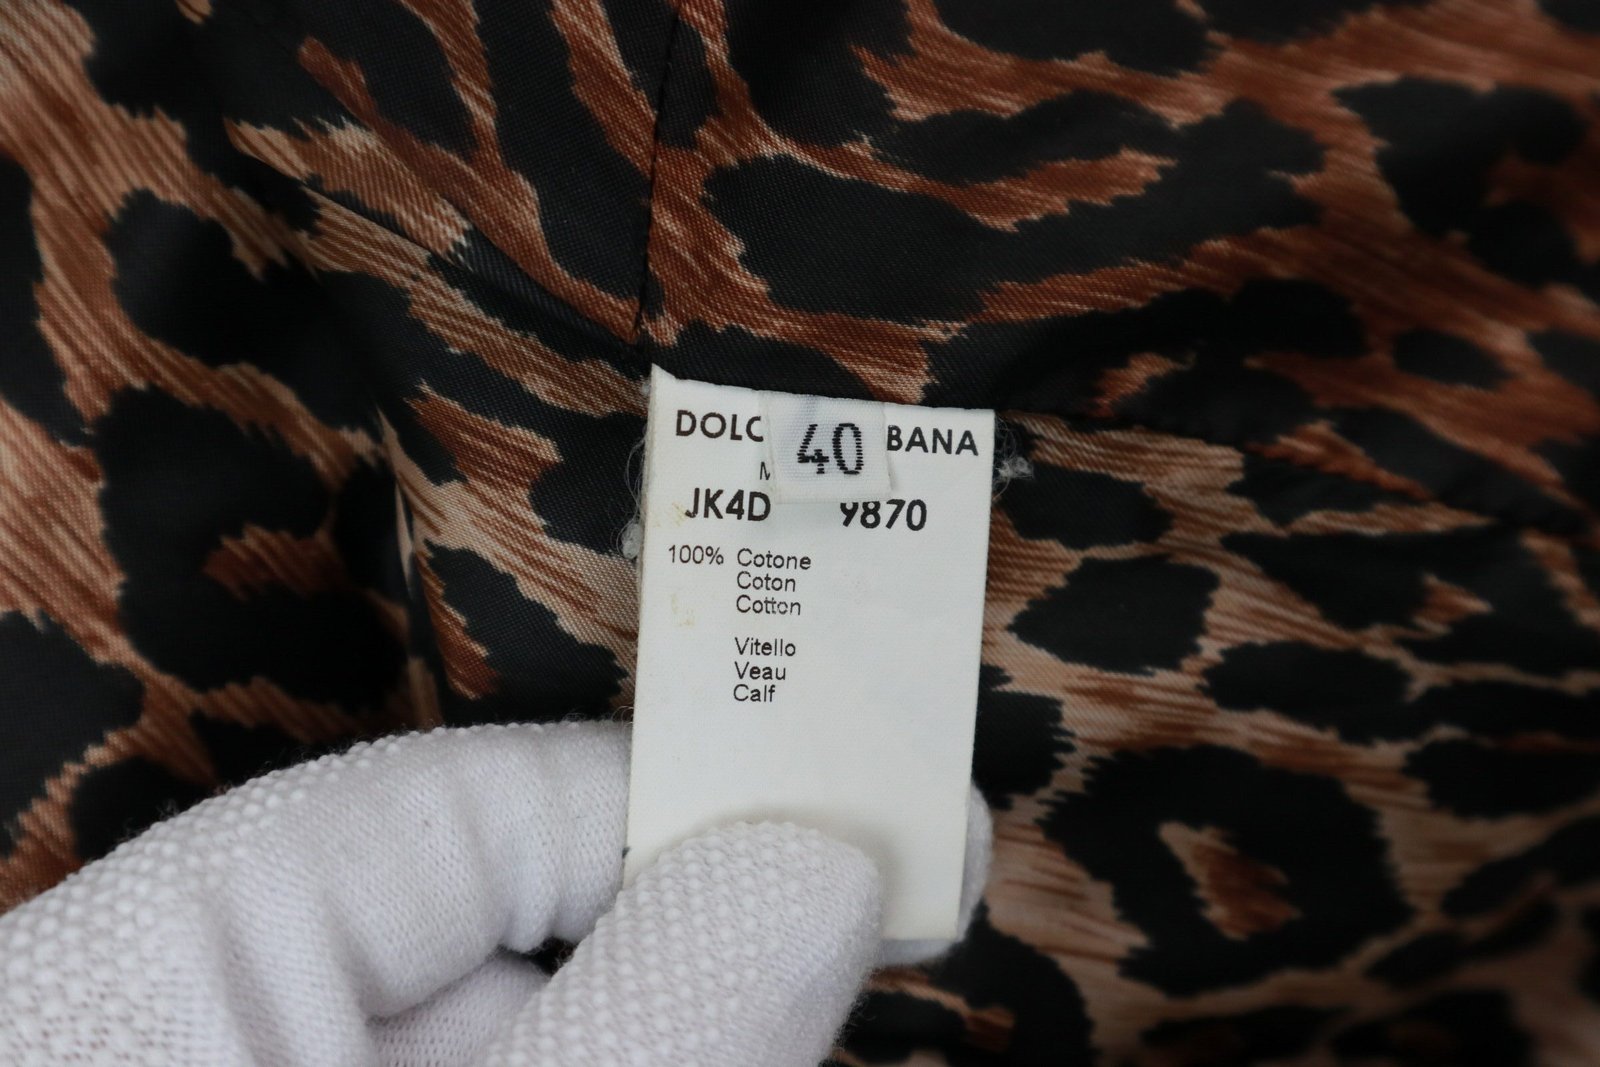 DOLC BANA
40
JK4D 9870
100% Cotone
Coton
Cotton
Vitello
Veau
Calf